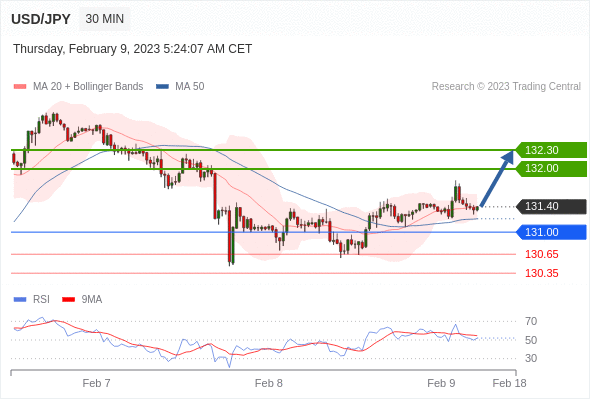 USD/JPY 30 MIN
Thursday, February 9, 2023 5:24:07 AM CET
MA 20 + Bollinger Bands MA 50 Research © 2023 Trading Central
132.30
132.00
131.40
131.00
130.65
130.35
RSI 9MA
70
50
30
Feb 7 Feb 8 Feb 9 Feb 18